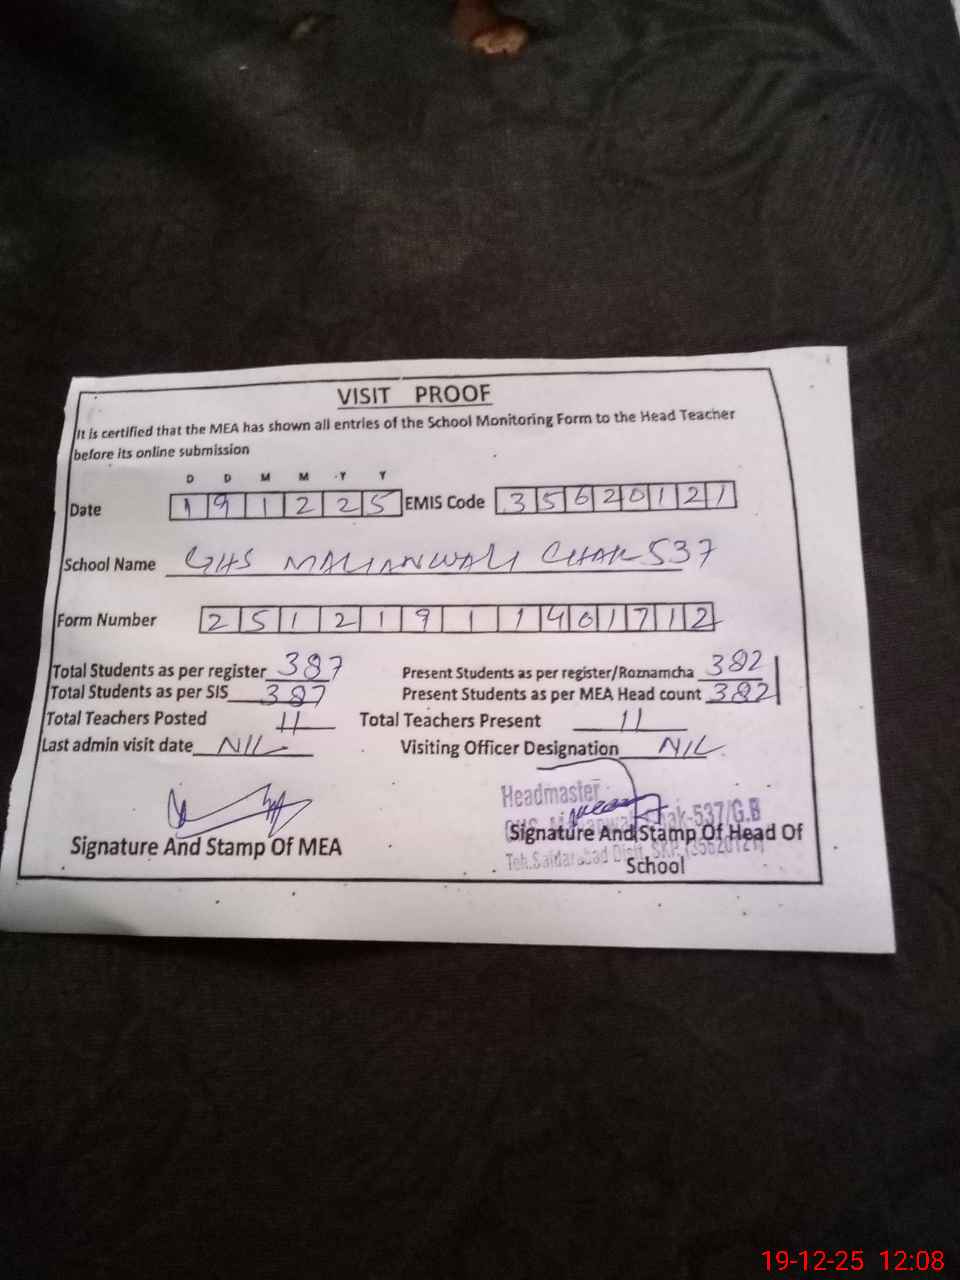 VISIT PROOF
It is certified that the MEA has shown all entries of the School Monitoring Form to the Head Teacher
before its online submission
D D M M Y Y
Date 1 9 1 2 2 5 EMIS Code 3 5 6 2 0 1 2 1
School Name GHS MALIANWALI CHAK 537
Form Number 2 5 1 2 1 9 1 1 4 0 1 7 1 2
Total Students as per register 387 Present Students as per register/Roznamcha 382
Total Students as per SIS 387 Present Students as per MEA Head count 382
Total Teachers Posted 11 Total Teachers Present 11
Last admin visit date NIL Visiting Officer Designation NIL
Headmaster
Chak-537/G.B
Signature And Stamp Of MEA Signature And Stamp Of Head Of
School
19-12-25 12:08